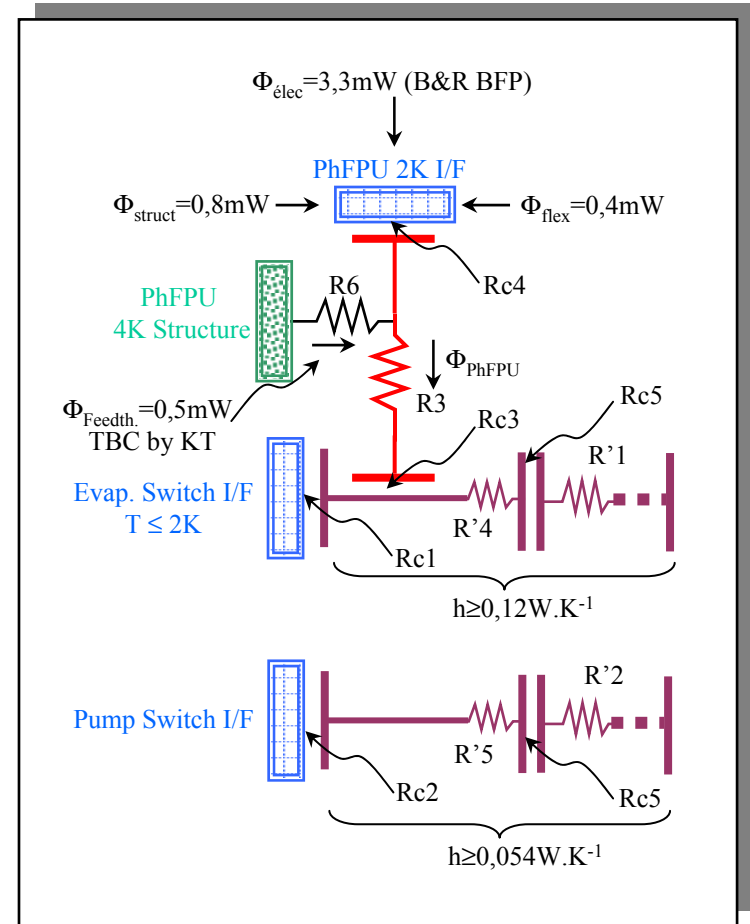 Φélec=3,3mW (B&R BFP)
PhFPU 2K I/F
Φstruct=0,8mW
Φflex=0,4mW
Rc4
R6
PhFPU
4K Structure
ΦPhFPU
R3
Rc5
ΦFeedth.=0,5mW
TBC by KT
Rc3
R'1
Evap. Switch I/F
T ≤ 2K
R'4
Rc1
h≥0,12W.K⁻¹
R'2
Pump Switch I/F
R'5
Rc2
Rc5
h≥0,054W.K⁻¹